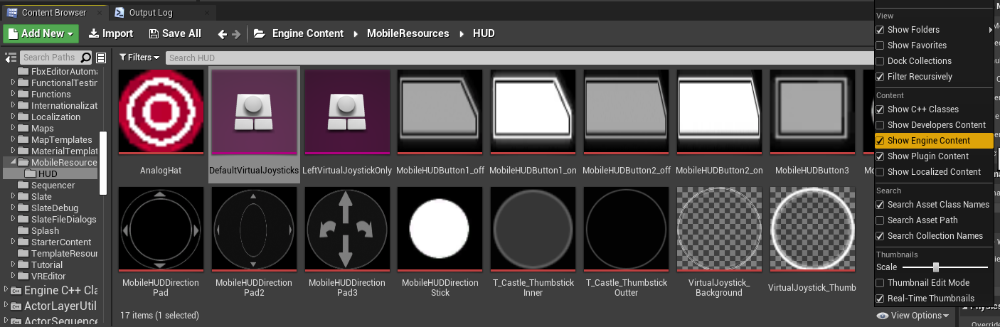 Content Browser
Output Log
Add New
Import
Save All
Engine Content
MobileResources
HUD
Search Paths
FbxEditorAutoma
FunctionalTestin
Functions
Internationalizat
Localization
Maps
MapTemplates
MaterialTemplat
MobileResource
HUD
Sequencer
Slate
SlateDebug
SlateFileDialogs
Splash
StarterContent
TemplateResour
Tutorial
VREditor
Engine C++ Cla
ActorLayerUtil
ActorSequence
Filters
Search HUD
AnalogHat
DefaultVirtualJoysticks
LeftVirtualJoystickOnly
MobileHUDButton1_off
MobileHUDButton1_on
MobileHUDButton2_off
MobileHUDButton2_on
MobileHUDButton3
MobileHUDDirection
Pad
MobileHUDDirection
Pad2
MobileHUDDirection
Pad3
MobileHUDDirection
Stick
T_Castle_Thumbstick
Inner
T_Castle_Thumbstick
Outter
VirtualJoystick_
Background
VirtualJoystick_Thumb
17 items (1 selected)
View Options
View
Show Folders
Show Favorites
Dock Collections
Filter Recursively
Content
Show C++ Classes
Show Developers Content
Show Engine Content
Show Plugin Content
Show Localized Content
Search
Search Asset Class Names
Search Asset Path
Search Collection Names
Thumbnails
Scale
Thumbnail Edit Mode
Real-Time Thumbnails
Physics
Override